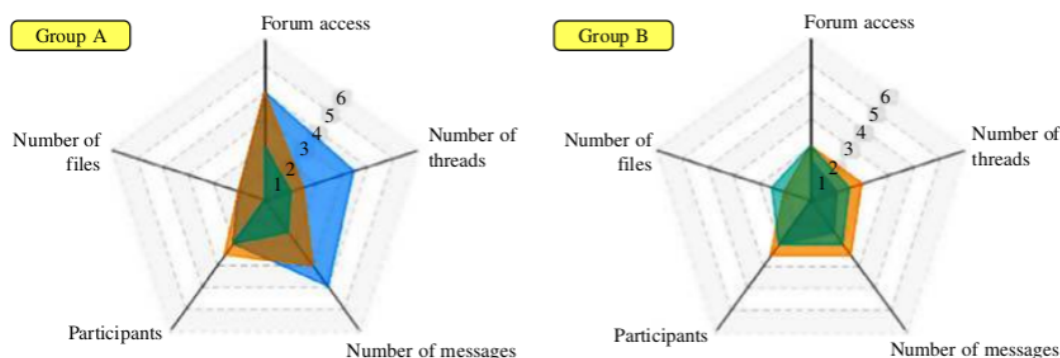 Group A
Forum access
Number of
threads
Number of messages
Participants
Number of
files
1
2
3
4
5
6
Group B
Forum access
Number of
threads
Number of messages
Participants
Number of
files
1
2
3
4
5
6